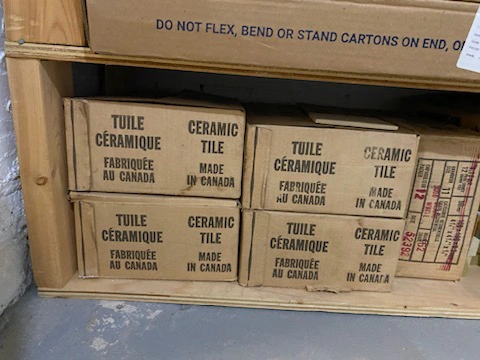 DO NOT FLEX, BEND OR STAND CARTONS ON END,
TUILE
CÉRAMIQUE
FABRIQUÉE
AU CANADA
CERAMIC
TILE
MADE
IN CANADA
TUILE
CÉRAMIQUE
FABRIQUÉE
AU CANADA
CERAMIC
TILE
MADE
IN CANADA
TUILE
CÉRAMIQUE
FABRIQUÉE
AU CANADA
CERAMIC
TILE
MADE
IN CANADA
TUILE
CÉRAMIQUE
FABRIQUÉE
AU CANADA
CERAMIC
TILE
MADE
IN CANADA
12